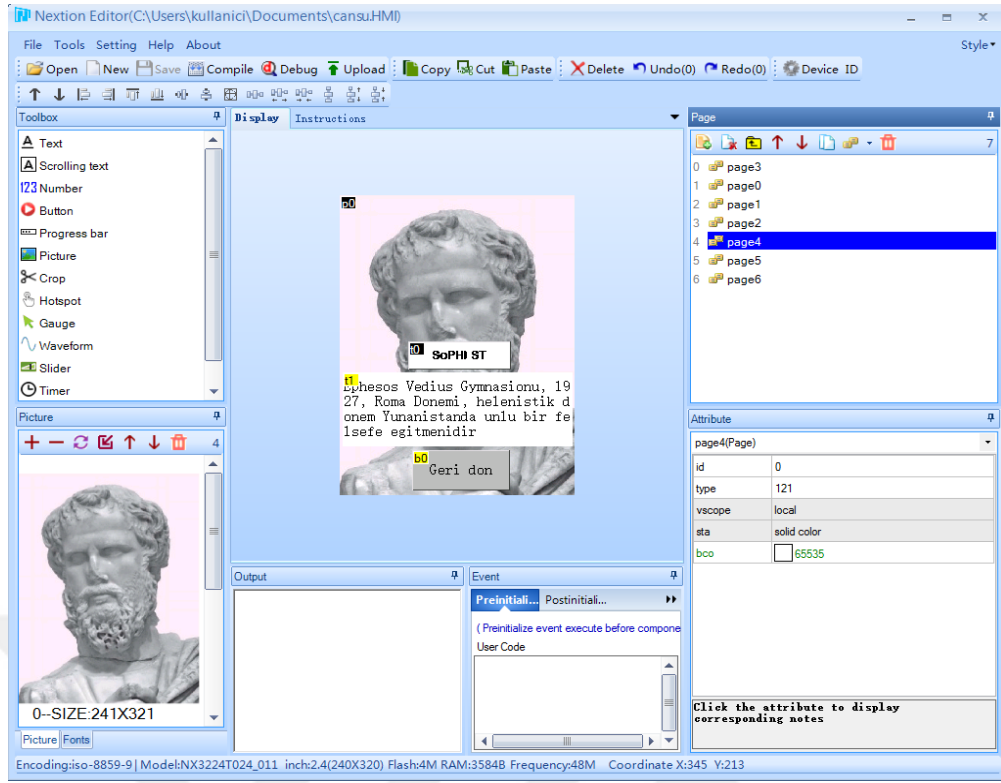 Nextion Editor(C:\Users\kullanici\Documents\cansu.HMI)
File Tools Setting Help About Style
Open New Save Compile Debug Upload Copy Cut Paste Delete Undo(0) Redo(0) Device ID
Toolbox
Text
Scrolling text
123 Number
Button
Progress bar
Picture
Crop
Hotspot
Gauge
Waveform
Slider
Timer
Picture
4
0--SIZE:241X321
Picture Fonts
Display Instructions
p0
t0 SoPHI ST
t1
Ephesos Vedius Gymnasionu, 19
27, Roma Donemi, helenistik d
onem Yunanistanda unlu bir fe
lsefe egitmenidir
b0
Geri don
Output
Event
Preinitiali... Postinitiali...
( Preinitialize event execute before compone
User Code
Page
7
0 page3
1 page0
2 page1
3 page2
4 page4
5 page5
6 page6
Attribute
page4(Page)
id 0
type 121
vscope local
sta solid color
bco 65535
Click the attribute to display
corresponding notes
Encoding:iso-8859-9| Model:NX3224T024_011 inch:2.4(240X320) Flash:4M RAM:3584B Frequency:48M Coordinate X:345 Y:213